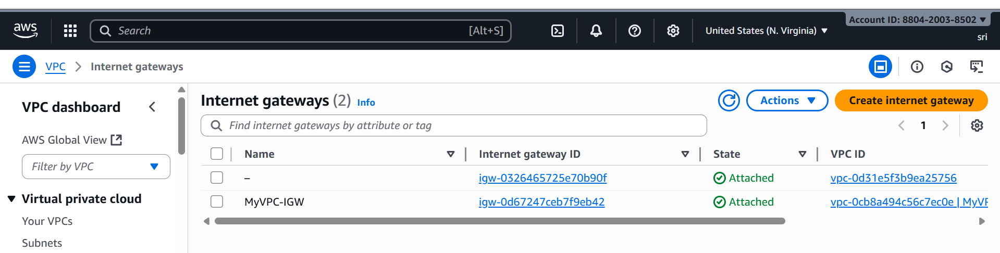 aws
Search [Alt+S]
United States (N. Virginia)
Account ID: 8804-2003-8502
sri
VPC
Internet gateways
VPC dashboard
AWS Global View
Filter by VPC
Virtual private cloud
Your VPCs
Subnets
Internet gateways (2) Info
Actions
Create internet gateway
Find internet gateways by attribute or tag
1
Name Internet gateway ID State VPC ID
– igw-0326465725e70b90f Attached vpc-0d31e5f3b9ea25756
MyVPC-IGW igw-0d67247ceb7f9eb42 Attached vpc-0cb8a494c56c7ec0e |